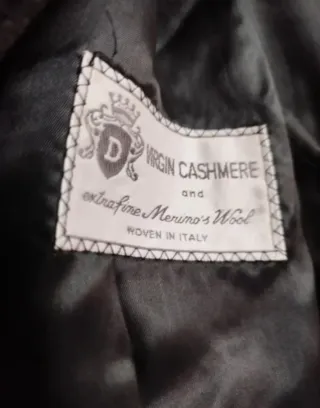 D
VIRGIN CASHMERE
and
extrafine Merino's Wool
WOVEN IN ITALY